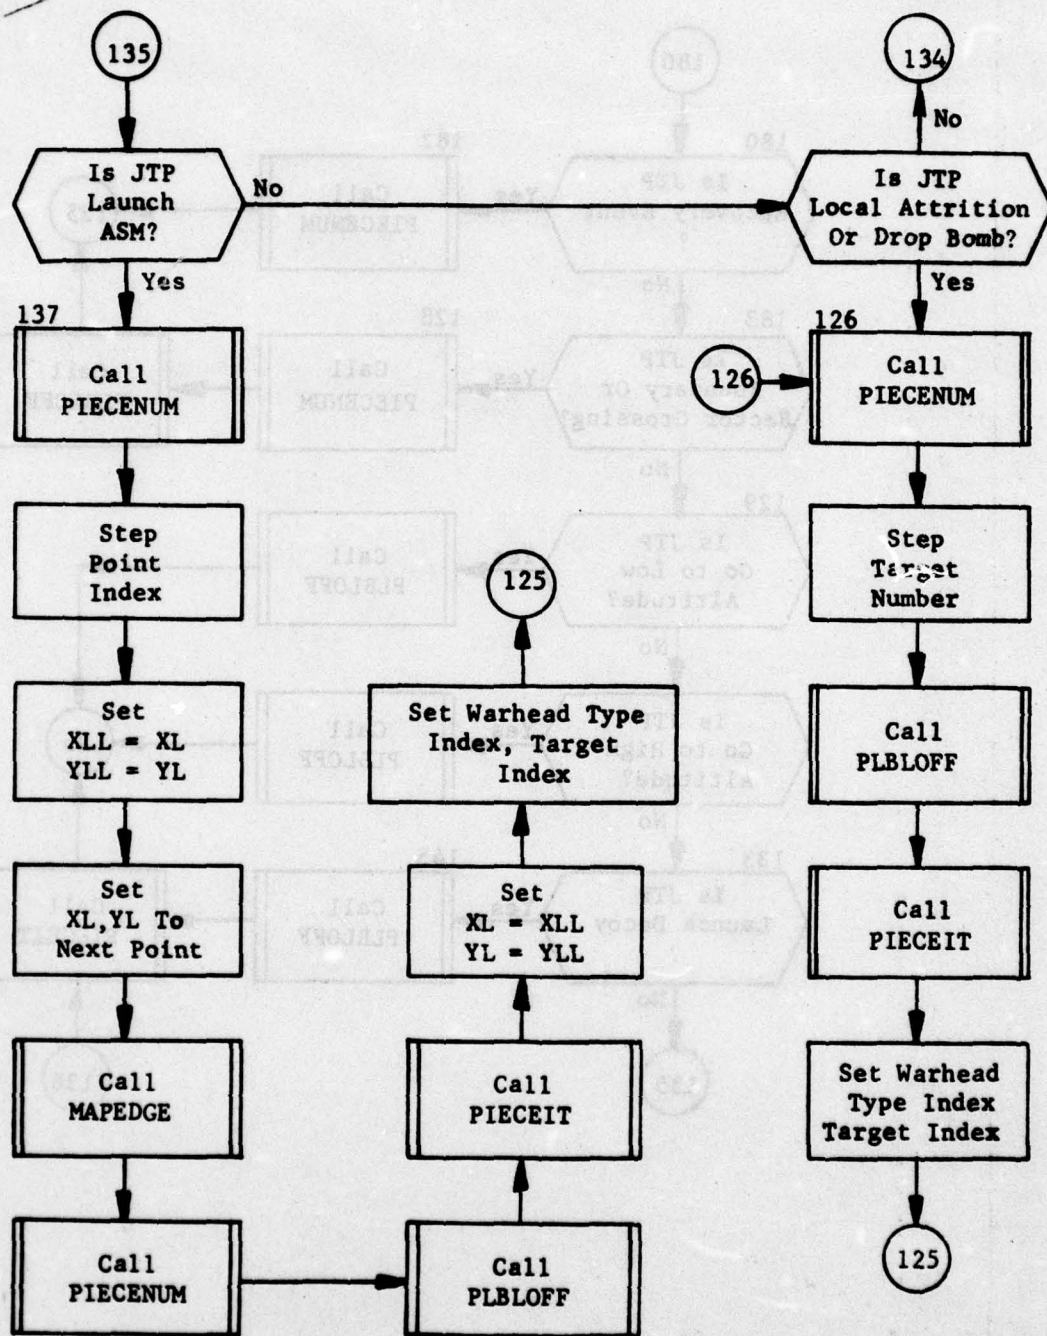 135
Is JTP
Launch
ASM?
No
Yes
137
Call
PIECENUM
Step
Point
Index
Set
XLL = XL
YLL = YL
Set
XL,YL To
Next Point
Call
MAPEDGE
Call
PIECENUM
Call
PLBLOFF
Call
PIECEIT
Set
XL = XLL
YL = YLL
Set Warhead Type
Index, Target
Index
125
134
No
Is JTP
Local Attrition
Or Drop Bomb?
Yes
126
126
Call
PIECENUM
Step
Target
Number
Call
PLBLOFF
Call
PIECEIT
Set Warhead
Type Index
Target Index
125